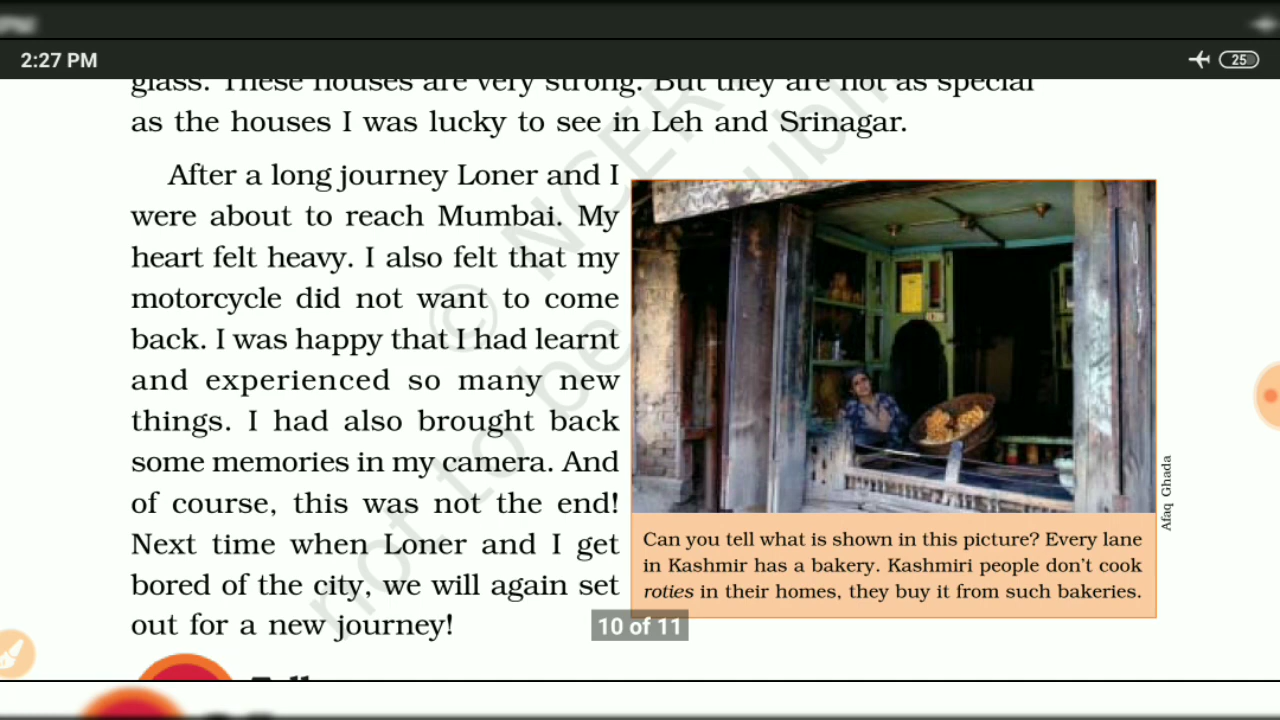 2:27 PM
25
glass. These houses are very strong. But they are not as special
as the houses I was lucky to see in Leh and Srinagar.
After a long journey Loner and I
were about to reach Mumbai. My
heart felt heavy. I also felt that my
motorcycle did not want to come
back. I was happy that I had learnt
and experienced so many new
things. I had also brought back
some memories in my camera. And
of course, this was not the end!
Next time when Loner and I get
bored of the city, we will again set
out for a new journey!
Afaq Ghada
Can you tell what is shown in this picture? Every lane
in Kashmir has a bakery. Kashmiri people don't cook
roties in their homes, they buy it from such bakeries.
10 of 11
© NCER
not to be
publi